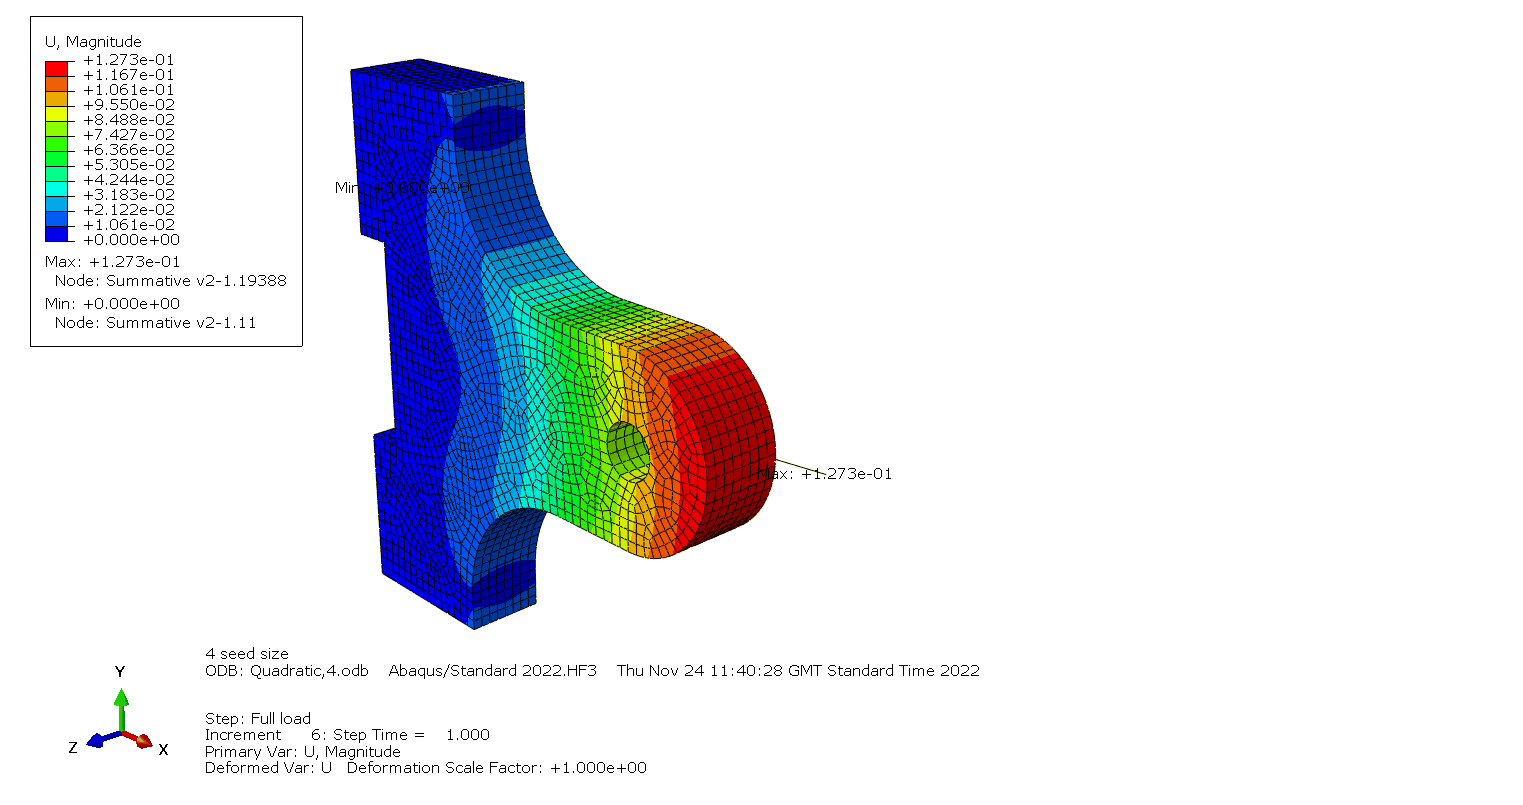 U, Magnitude
+1.273e-01
+1.167e-01
+1.061e-01
+9.550e-02
+8.488e-02
+7.427e-02
+6.366e-02
+5.305e-02
+4.244e-02
+3.183e-02
+2.122e-02
+1.061e-02
+0.000e+00
Max: +1.273e-01
Node: Summative v2-1.19388
Min: +0.000e+00
Node: Summative v2-1.11
Min: +0.000e+00
Max: +1.273e-01
4 seed size
ODB: Quadratic,4.odb Abaqus/Standard 2022.HF3 Thu Nov 24 11:40:28 GMT Standard Time 2022
Y
Z
X
Step: Full load
Increment 6: Step Time = 1.000
Primary Var: U, Magnitude
Deformed Var: U Deformation Scale Factor: +1.000e+00